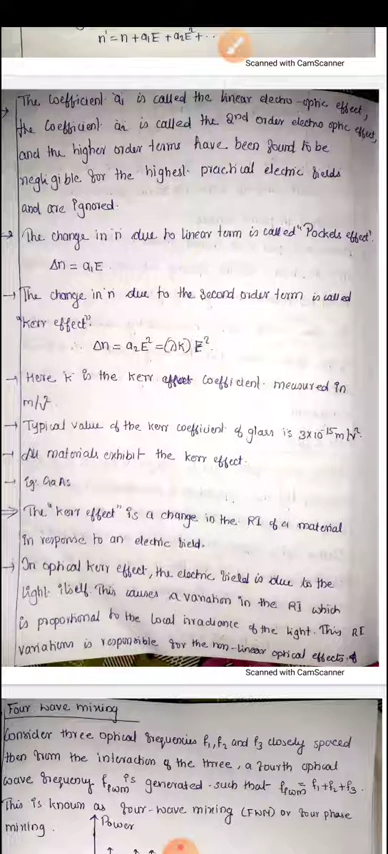 n' = n + a₁E + a₂E² + ..
Scanned with CamScanner
→ The Coefficient a₁ is called the linear electro-optic effect,
the Coefficient a₂ is called the 2nd order electro optic effect,
and the higher order terms have been found to be
negligible for the highest practical electric fields
and are ignored.
→ The change in 'n' due to linear term is called "Pockels effect".
Δn = a₁E.
→ The change in 'n' due to the second order term is called
"Kerr effect".
∴ Δn = a₂E² = (λk) E²
→ Here 'k' is the Kerr coefficient measured in
m/V²
→ Typical value of the Kerr coefficient of glass is 3×10⁻¹⁵ m/V².
→ All materials exhibit the Kerr effect.
→ Eg: GaAs
⇒ The "Kerr effect" is a change in the RI of a material
in response to an electric field.
→ In optical Kerr effect, the electric field is due to the
light itself. This causes a variation in the RI which
is proportional to the local irradiance of the light. This RI
variation is responsible for the non-linear optical effects of
Scanned with CamScanner
Four wave mixing
Consider three optical frequencies f₁, f₂ and f₃ closely spaced
then from the interaction of the three, a fourth optical
wave frequency f_FWM is generated such that f_FWM = f₁ + f₂ + f₃.
This is known as four-wave mixing (FWM) or four phase
mixing.
Power